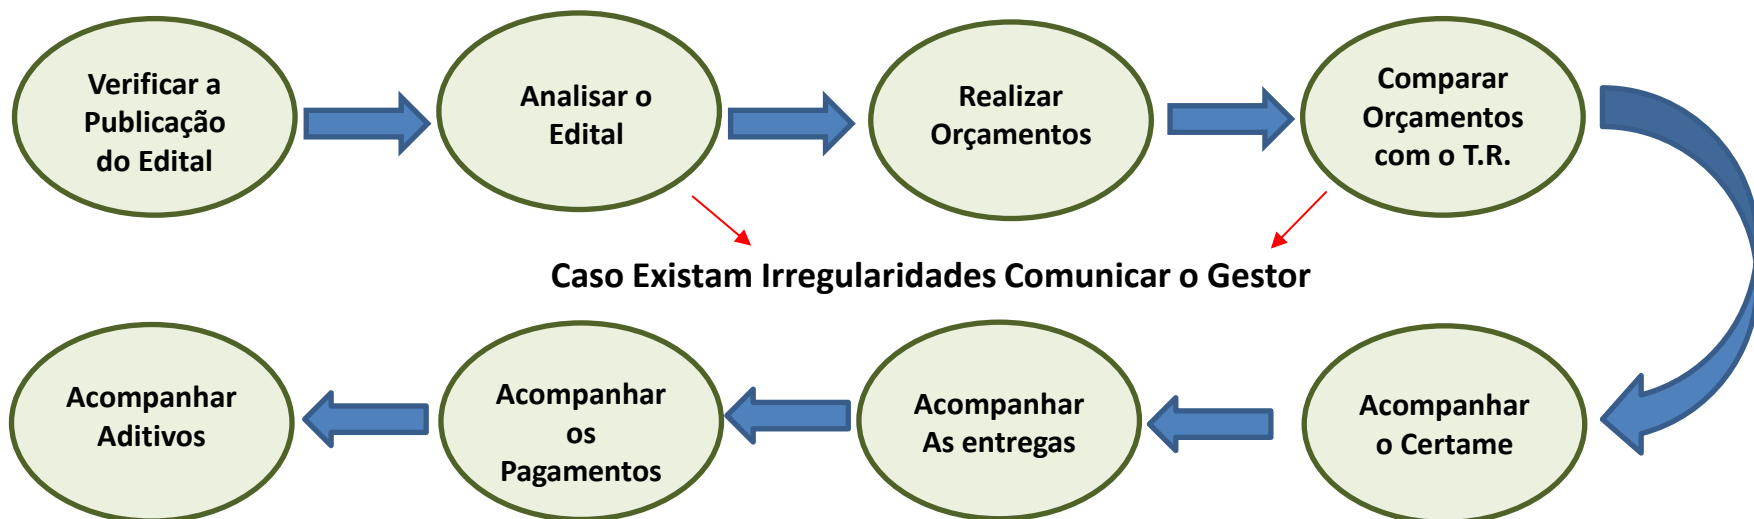 Verificar a
Publicação
do Edital
Analisar o
Edital
Realizar
Orçamentos
Comparar
Orçamentos
com o T.R.
Caso Existam Irregularidades Comunicar o Gestor
Acompanhar
o Certame
Acompanhar
As entregas
Acompanhar
os
Pagamentos
Acompanhar
Aditivos